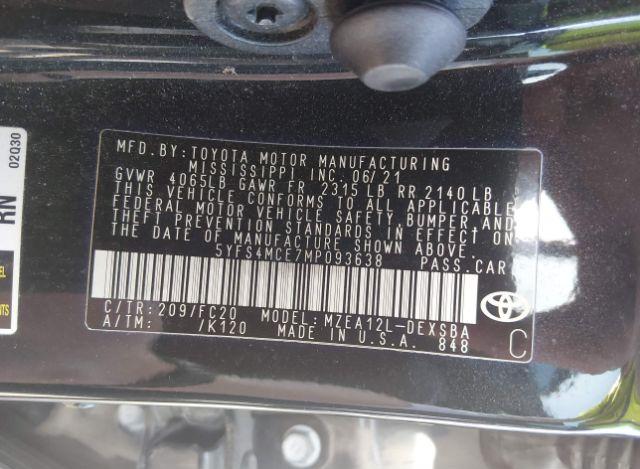 MFD.BY:TOYOTA MOTOR MANUFACTURING
MISSISSIPPI INC. 06/21
GVWR 4065LB GAWR FR 2315 LB RR 2140 LB
THIS VEHICLE CONFORMS TO ALL APPLICABLE
FEDERAL MOTOR VEHICLE SAFETY, BUMPER, AND
THEFT PREVENTION STANDARDS IN EFFECT ON
THE DATE OF MANUFACTURE SHOWN ABOVE.
5YFS4MCE7MP093638 PASS.CAR
C/TR:209/FC20 MODEL:MZEA12L-DEXSBA
A/TM: /K120 MADE IN U.S.A. 848
C
02Q30
RN